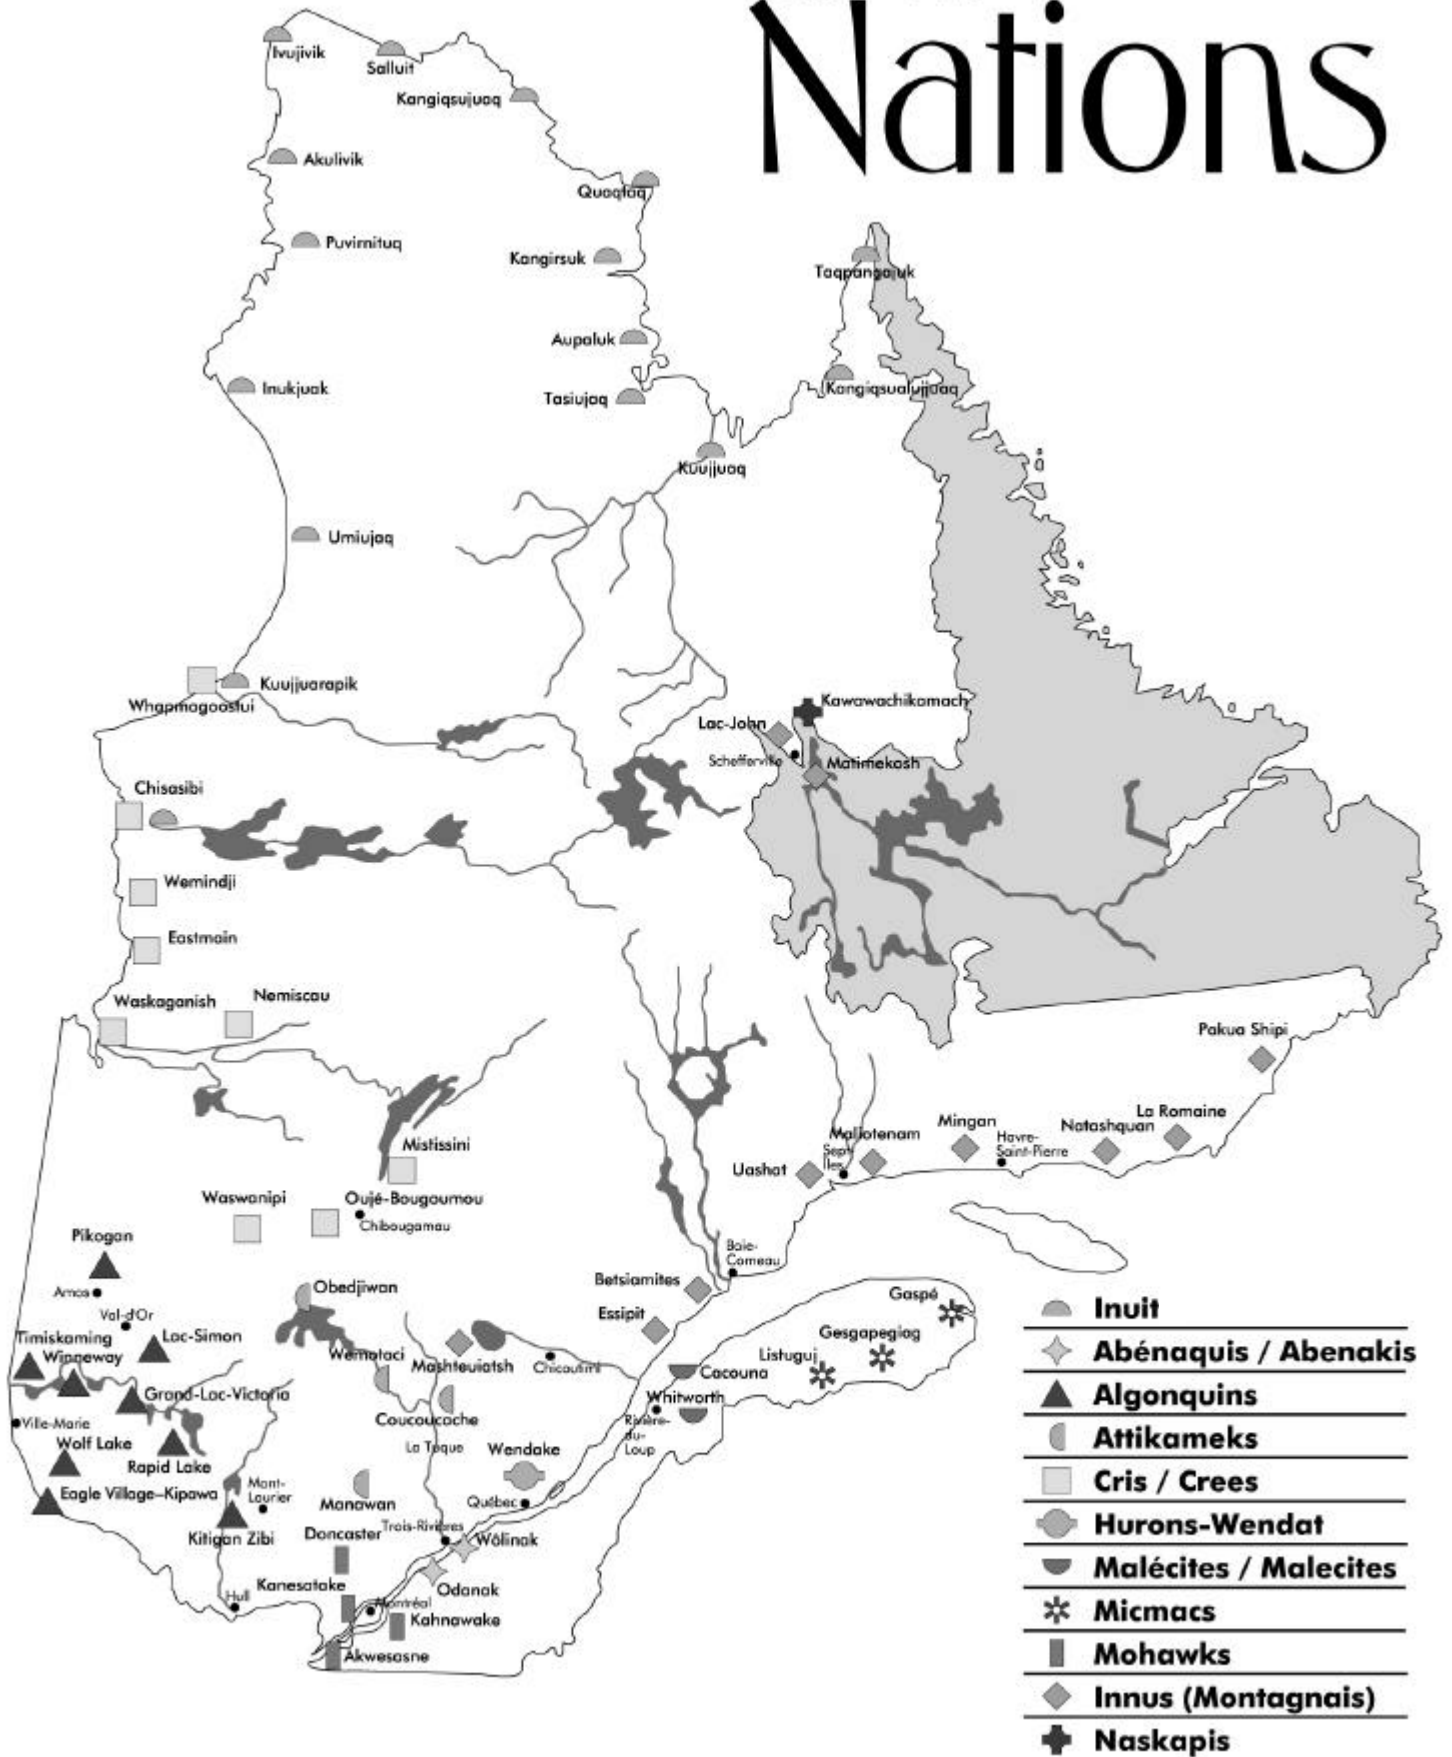 Nations
Ivujivik
Salluit
Kangiqsujuaq
Akulivik
Quaqtaq
Puvirnituq
Kangirsuk
Taqpangajuk
Aupaluk
Inukjuak
Kangiqsualujjuaq
Tasiujaq
Kuujjuaq
Umiujaq
Kuujjuarapik
Whapmagoostui
Kawawachikamach
Lac-John
Schefferville
Matimekosh
Chisasibi
Wemindji
Eastmain
Waskaganish
Nemiscau
Pakua Shipi
La Romaine
Natashquan
Mingan
Havre-
Saint-Pierre
Maliotenam
Sept-
Îles
Uashat
Mistissini
Waswanipi
Oujé-Bougoumou
Chibougamau
Pikogan
Amos
Val-d'Or
Baie-
Comeau
Betsiamites
Obedjiwan
Essipit
Gaspé
Gesgapegiag
Listuguj
Timiskaming
Winneway
Lac-Simon
Wemotaci
Mashteuiatsh
Chicoutimi
Cacouna
Whitworth
Rivière-
du-
Loup
Grand-Lac-Victoria
Ville-Marie
Coucoucache
La Tuque
Wendake
Wolf Lake
Rapid Lake
Eagle Village–Kipawa
Mont-
Laurier
Manawan
Québec
Kitigan Zibi
Doncaster
Trois-Rivières
Wôlinak
Odanak
Kanesatake
Hull
Montréal
Kahnawake
Akwesasne
Inuit
Abénaquis / Abenakis
Algonquins
Attikameks
Cris / Crees
Hurons-Wendat
Malécites / Malecites
Micmacs
Mohawks
Innus (Montagnais)
Naskapis